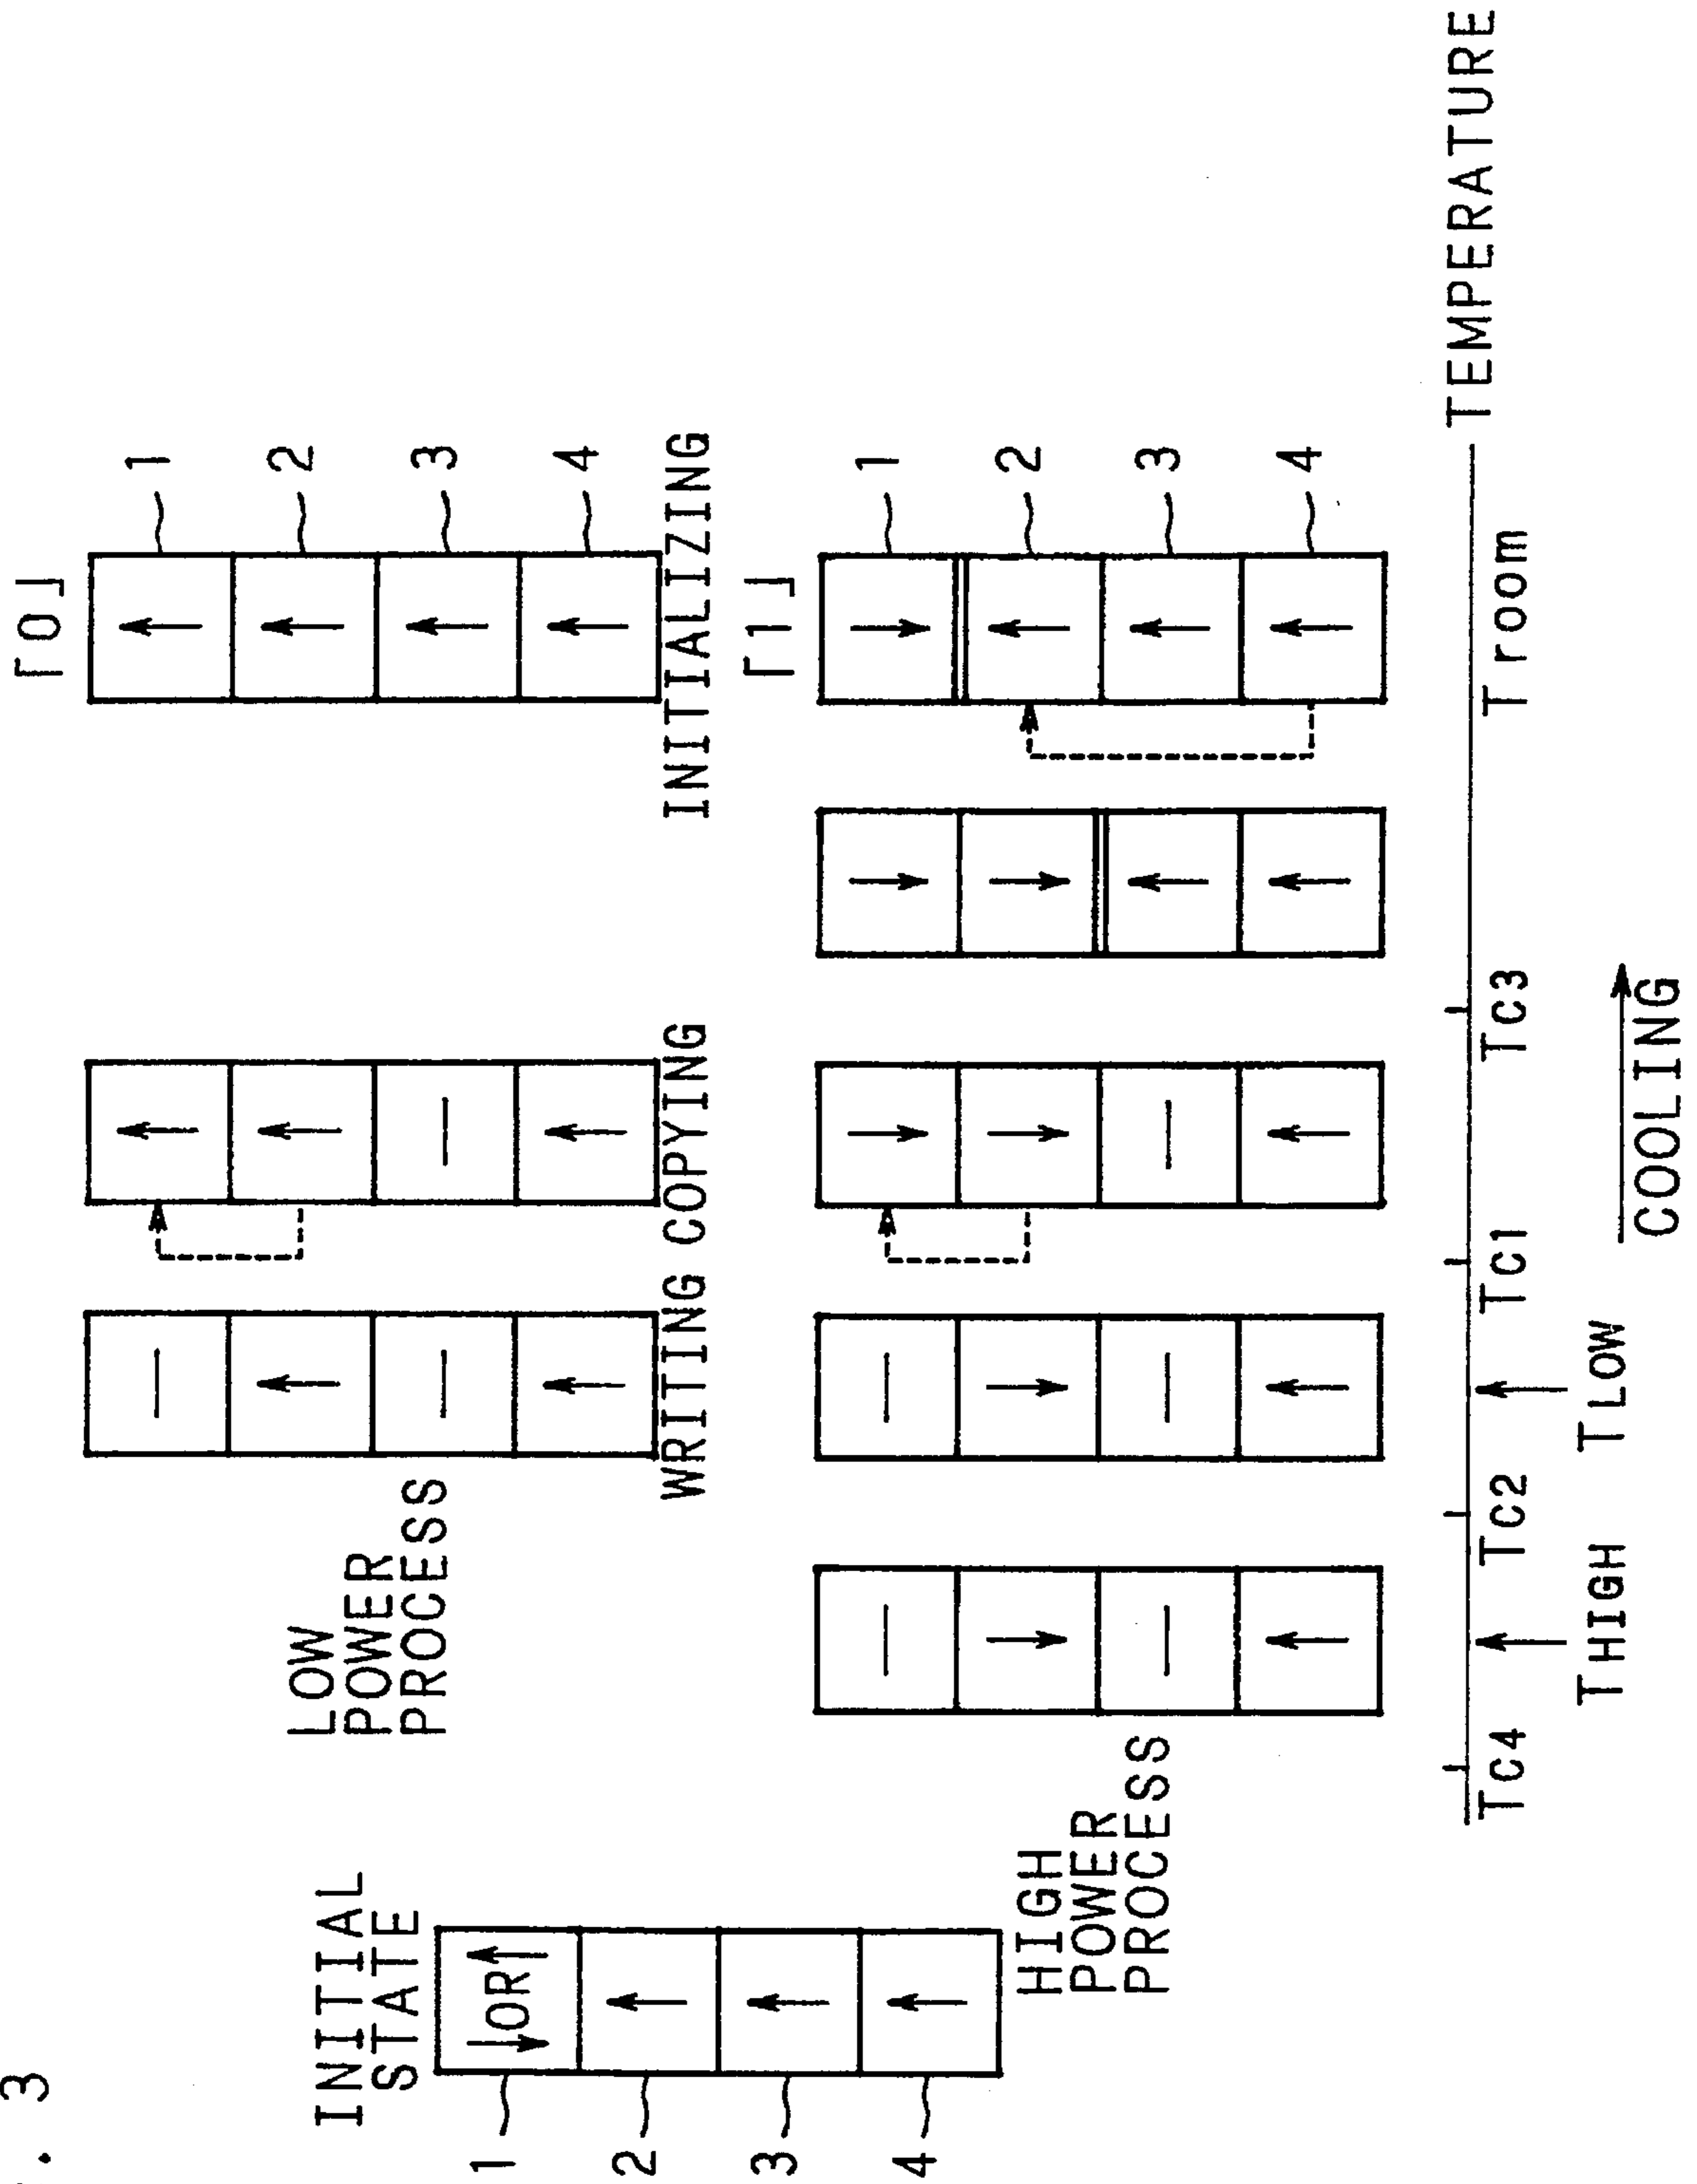 . 3
INITIAL
STATE
1
OR
2
3
4
LOW
POWER
PROCESS
「0」
1
2
3
4
WRITING COPYING
INITIALIZING
HIGH
POWER
PROCESS
「1」
1
2
3
4
TC4
TC2
TC1
TC3
Troom
TEMPERATURE
THIGH
TLOW
COOLING